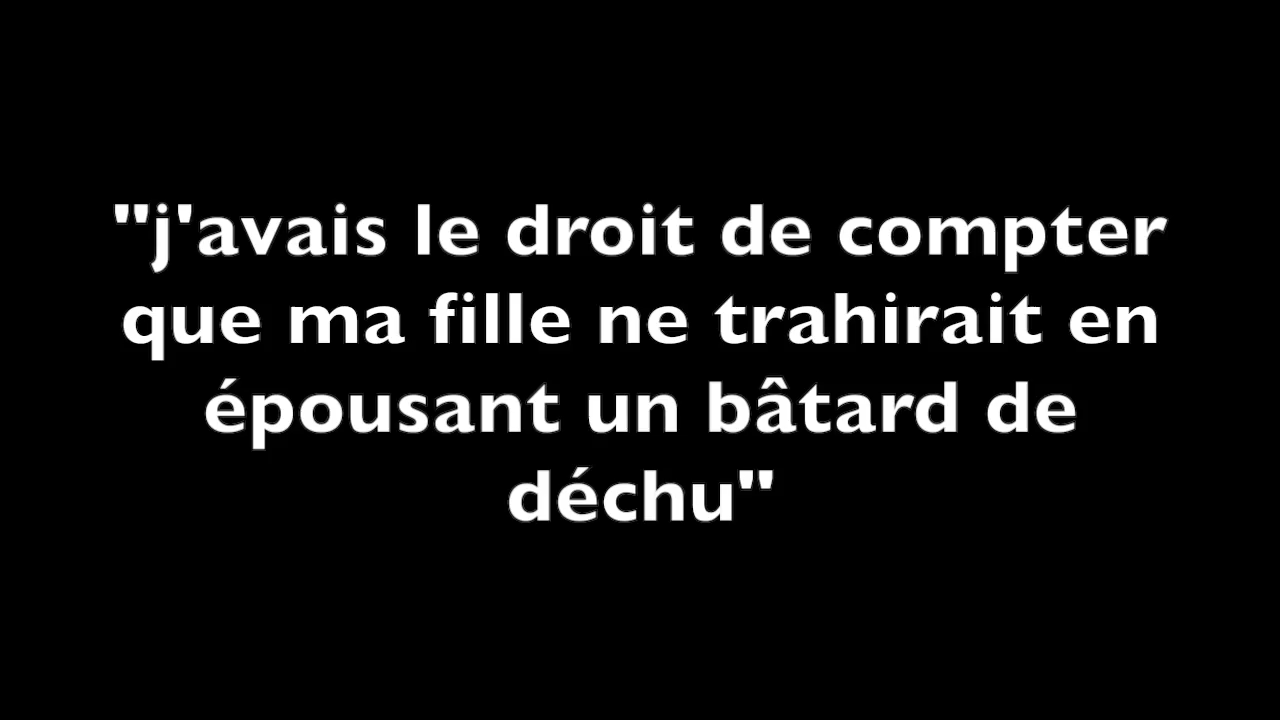 "j'avais le droit de compter
que ma fille ne trahirait en
épousant un bâtard de
déchu"